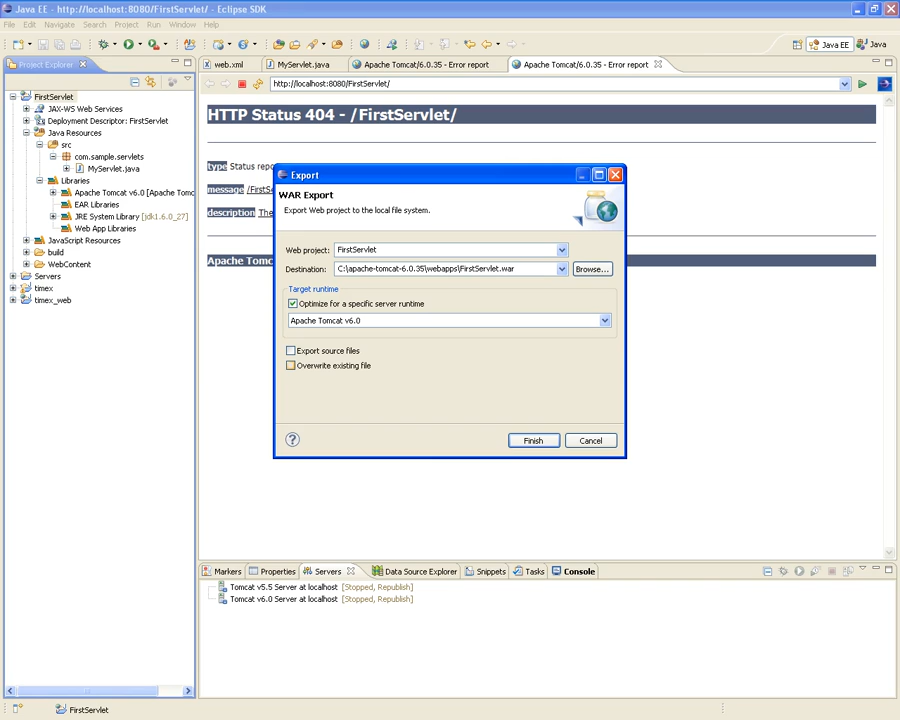 Java EE - http://localhost:8080/FirstServlet/ - Eclipse SDK
File Edit Navigate Search Project Run Window Help
Java EE Java
Project Explorer
web.xml MyServlet.java Apache Tomcat/6.0.35 - Error report Apache Tomcat/6.0.35 - Error report
http://localhost:8080/FirstServlet/
FirstServlet
JAX-WS Web Services
Deployment Descriptor: FirstServlet
Java Resources
src
com.sample.servlets
MyServlet.java
Libraries
Apache Tomcat v6.0 [Apache Tomc
EAR Libraries
JRE System Library [jdk1.6.0_27]
Web App Libraries
JavaScript Resources
build
WebContent
Servers
timex
timex_web
HTTP Status 404 - /FirstServlet/
type Status repo
message /FirstSe
description The
Apache Tomc
Export
WAR Export
Export Web project to the local file system.
Web project: FirstServlet
Destination: C:\apache-tomcat-6.0.35\webapps\FirstServlet.war Browse...
Target runtime
Optimize for a specific server runtime
Apache Tomcat v6.0
Export source files
Overwrite existing file
? Finish Cancel
Markers Properties Servers Data Source Explorer Snippets Tasks Console
Tomcat v5.5 Server at localhost [Stopped, Republish]
Tomcat v6.0 Server at localhost [Stopped, Republish]
FirstServlet